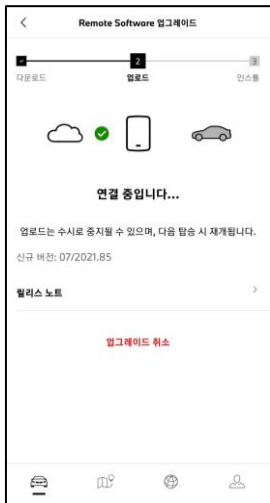 Remote Software 업그레이드
2
3
다운로드
업로드
인스톨
연결 중입니다...
업로드는 수시로 중지될 수 있으며, 다음 탑승 시 재개됩니다.
신규 버전: 07/2021.85
릴리스 노트
업그레이드 취소